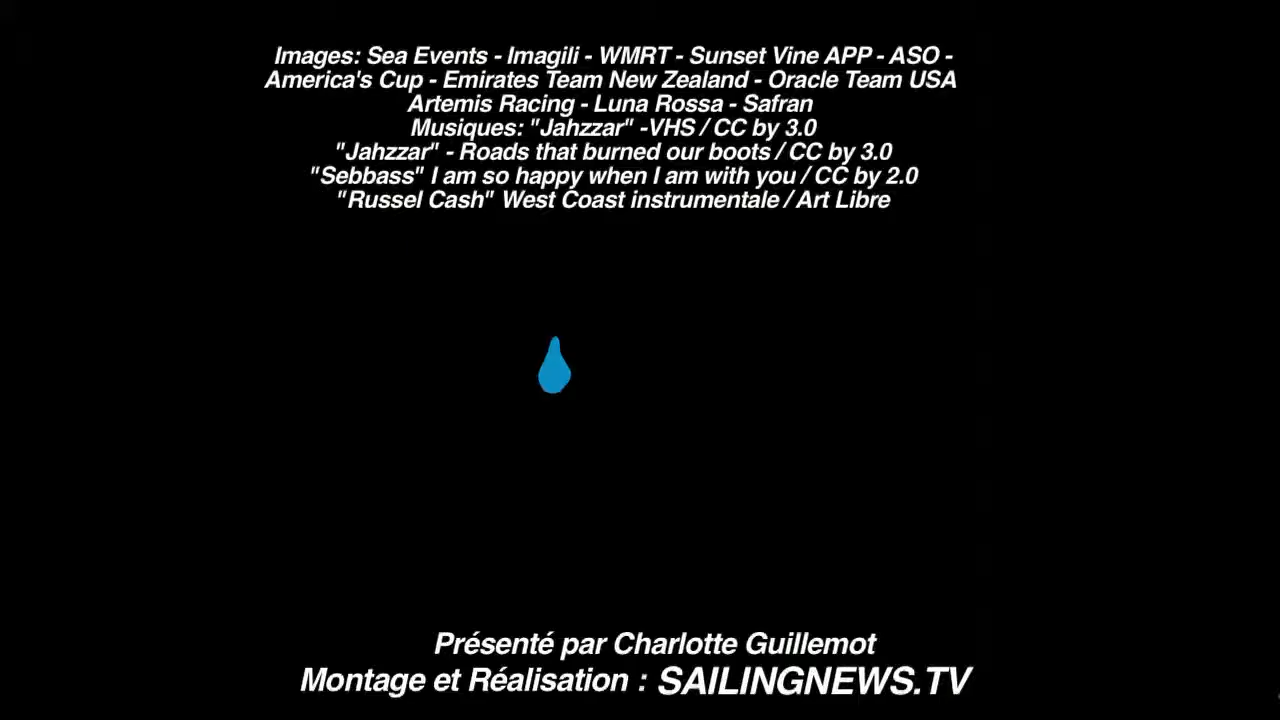 Images: Sea Events - Imagili - WMRT - Sunset Vine APP - ASO -
America's Cup - Emirates Team New Zealand - Oracle Team USA
Artemis Racing - Luna Rossa - Safran
Musiques: "Jahzzar" -VHS / CC by 3.0
"Jahzzar" - Roads that burned our boots / CC by 3.0
"Sebbass" I am so happy when I am with you / CC by 2.0
"Russel Cash" West Coast instrumentale / Art Libre
Présenté par Charlotte Guillemot
Montage et Réalisation : SAILINGNEWS.TV